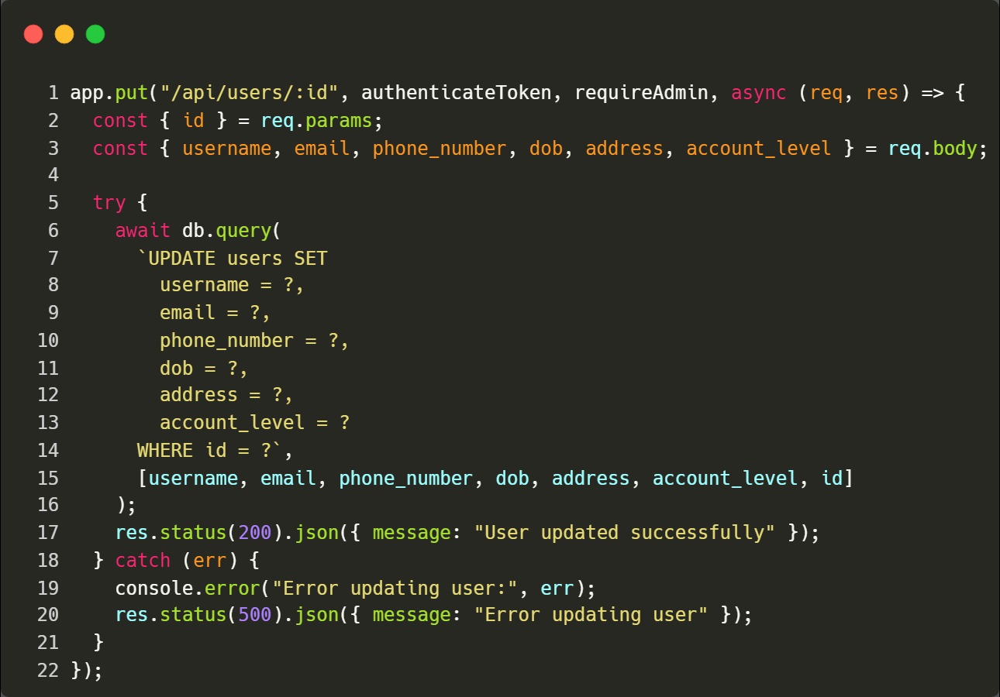 1 app.put("/api/users/:id", authenticateToken, requireAdmin, async (req, res) => {
2   const { id } = req.params;
3   const { username, email, phone_number, dob, address, account_level } = req.body;
4
5   try {
6     await db.query(
7       `UPDATE users SET
8         username = ?,
9         email = ?,
10         phone_number = ?,
11         dob = ?,
12         address = ?,
13         account_level = ?
14       WHERE id = ?`,
15       [username, email, phone_number, dob, address, account_level, id]
16     );
17     res.status(200).json({ message: "User updated successfully" });
18   } catch (err) {
19     console.error("Error updating user:", err);
20     res.status(500).json({ message: "Error updating user" });
21   }
22 });